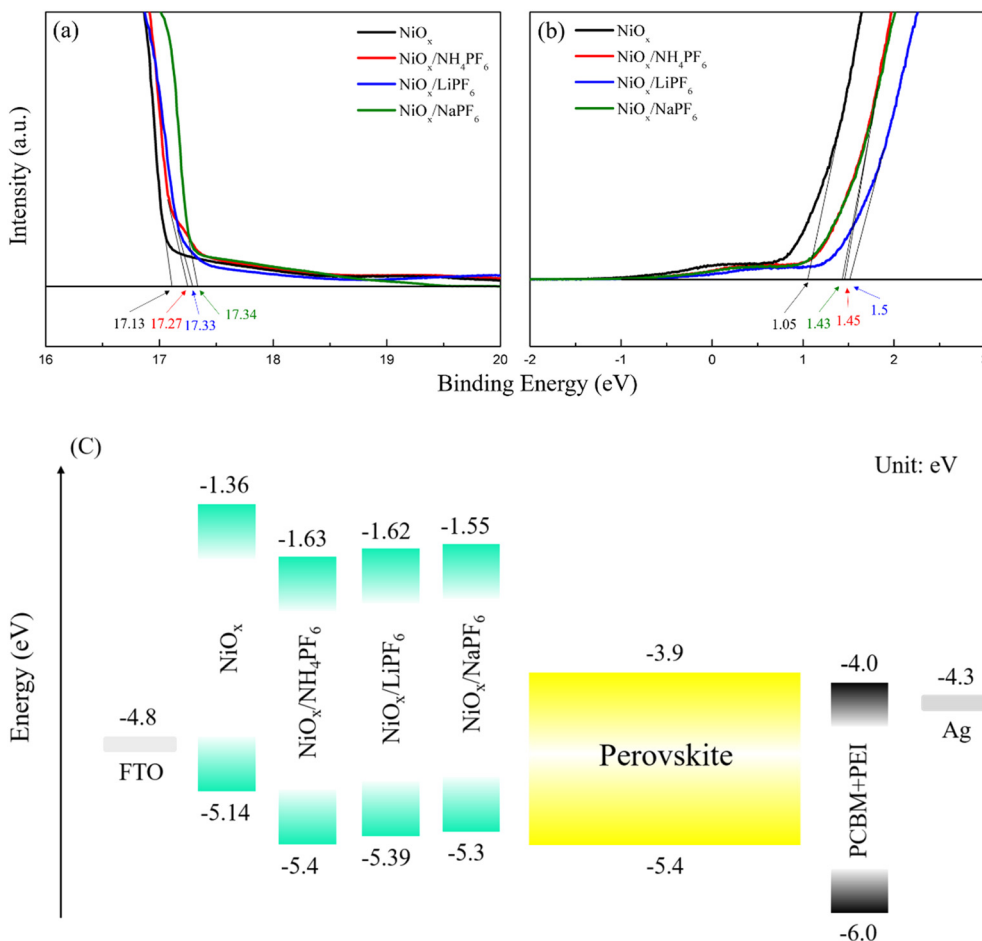 (a)
NiOₓ
NiOₓ/NH₄PF₆
NiOₓ/LiPF₆
NiOₓ/NaPF₆
(b)
NiOₓ
NiOₓ/NH₄PF₆
NiOₓ/LiPF₆
NiOₓ/NaPF₆
Intensity (a.u.)
17.13
17.27
17.33
17.34
1.05
1.43
1.45
1.5
16 17 18 19 20
-2 -1 0 1 2 3
Binding Energy (eV)
(C)
Unit: eV
Energy (eV)
-4.8
FTO
-1.36
NiOₓ
-5.14
-1.63
NiOₓ/NH₄PF₆
-5.4
-1.62
NiOₓ/LiPF₆
-5.39
-1.55
NiOₓ/NaPF₆
-5.3
-3.9
Perovskite
-5.4
-4.0
PCBM+PEI
-6.0
-4.3
Ag